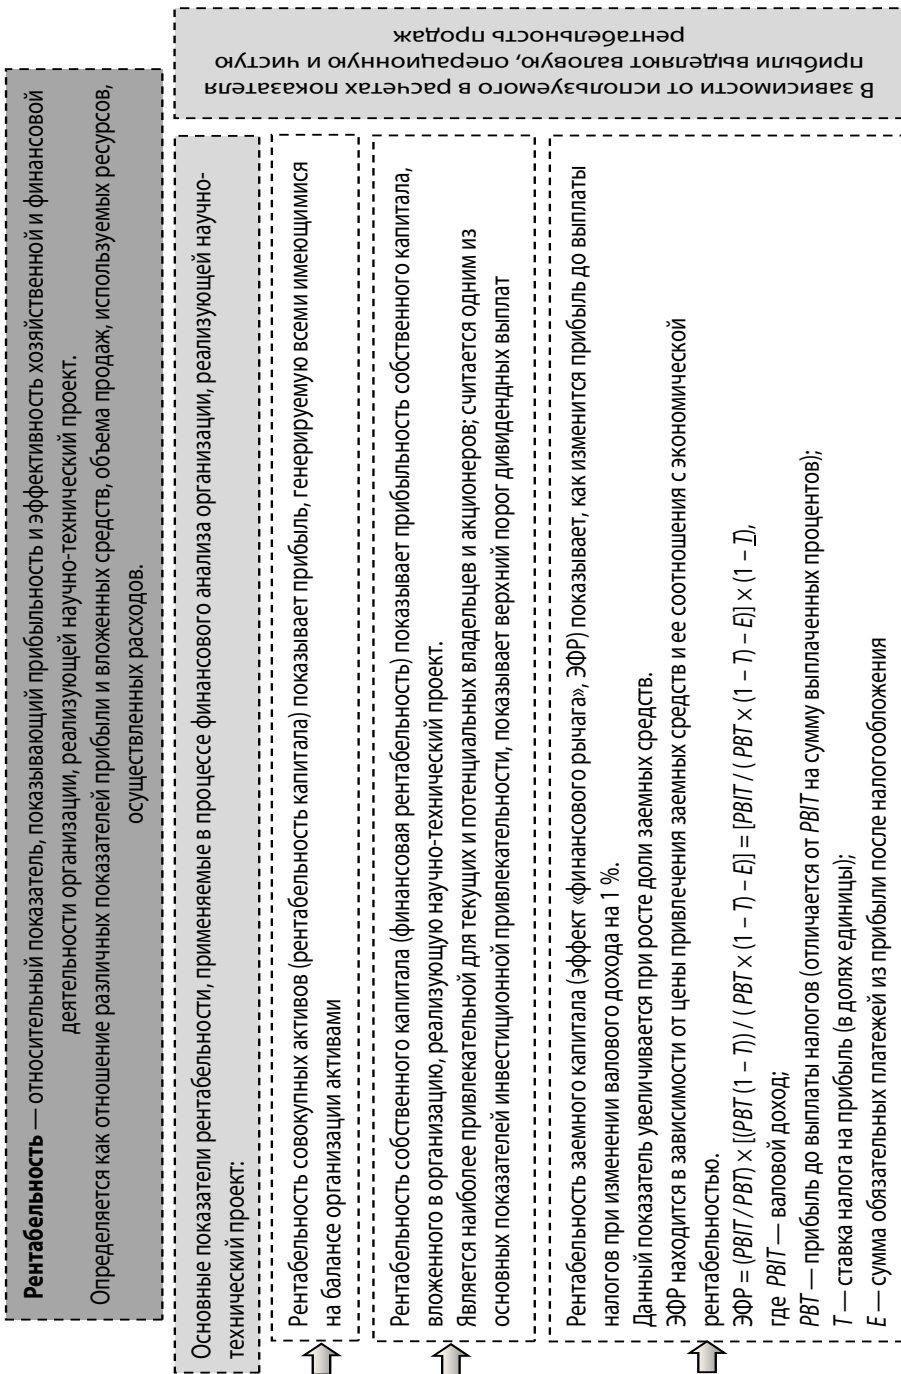 Рентабельность — относительный показатель, показывающий прибыльность и эффективность хозяйственной и финансовой
деятельности организации, реализующей научно-технический проект.
Определяется как отношение различных показателей прибыли и вложенных средств, объема продаж, используемых ресурсов,
осуществленных расходов.
Основные показатели рентабельности, применяемые в процессе финансового анализа организации, реализующей научно-
технический проект:
Рентабельность совокупных активов (рентабельность капитала) показывает прибыль, генерируемую всеми имеющимися
на балансе организации активами
Рентабельность собственного капитала (финансовая рентабельность) показывает прибыльность собственного капитала,
вложенного в организацию, реализующую научно-технический проект.
Является наиболее привлекательной для текущих и потенциальных владельцев и акционеров; считается одним из
основных показателей инвестиционной привлекательности, показывает верхний порог дивидендных выплат
Рентабельность заемного капитала (эффект «финансового рычага», ЭФР) показывает, как изменится прибыль до выплаты
налогов при изменении валового дохода на 1 %.
Данный показатель увеличивается при росте доли заемных средств.
ЭФР находится в зависимости от цены привлечения заемных средств и ее соотношения с экономической
рентабельностью.
ЭФР = (PBIT / PBT) × [(PBT (1 – T)) / ( PBT × (1 – T) – E)] = [PBIT / ( PBT × (1 – T) – E)] × (1 – T),
где PBIT — валовой доход;
PBT — прибыль до выплаты налогов (отличается от PBIT на сумму выплаченных процентов);
T — ставка налога на прибыль (в долях единицы);
E — сумма обязательных платежей из прибыли после налогообложения
В зависимости от используемого в расчетах показателя
прибыли выделяют валовую, операционную и чистую
рентабельность продаж